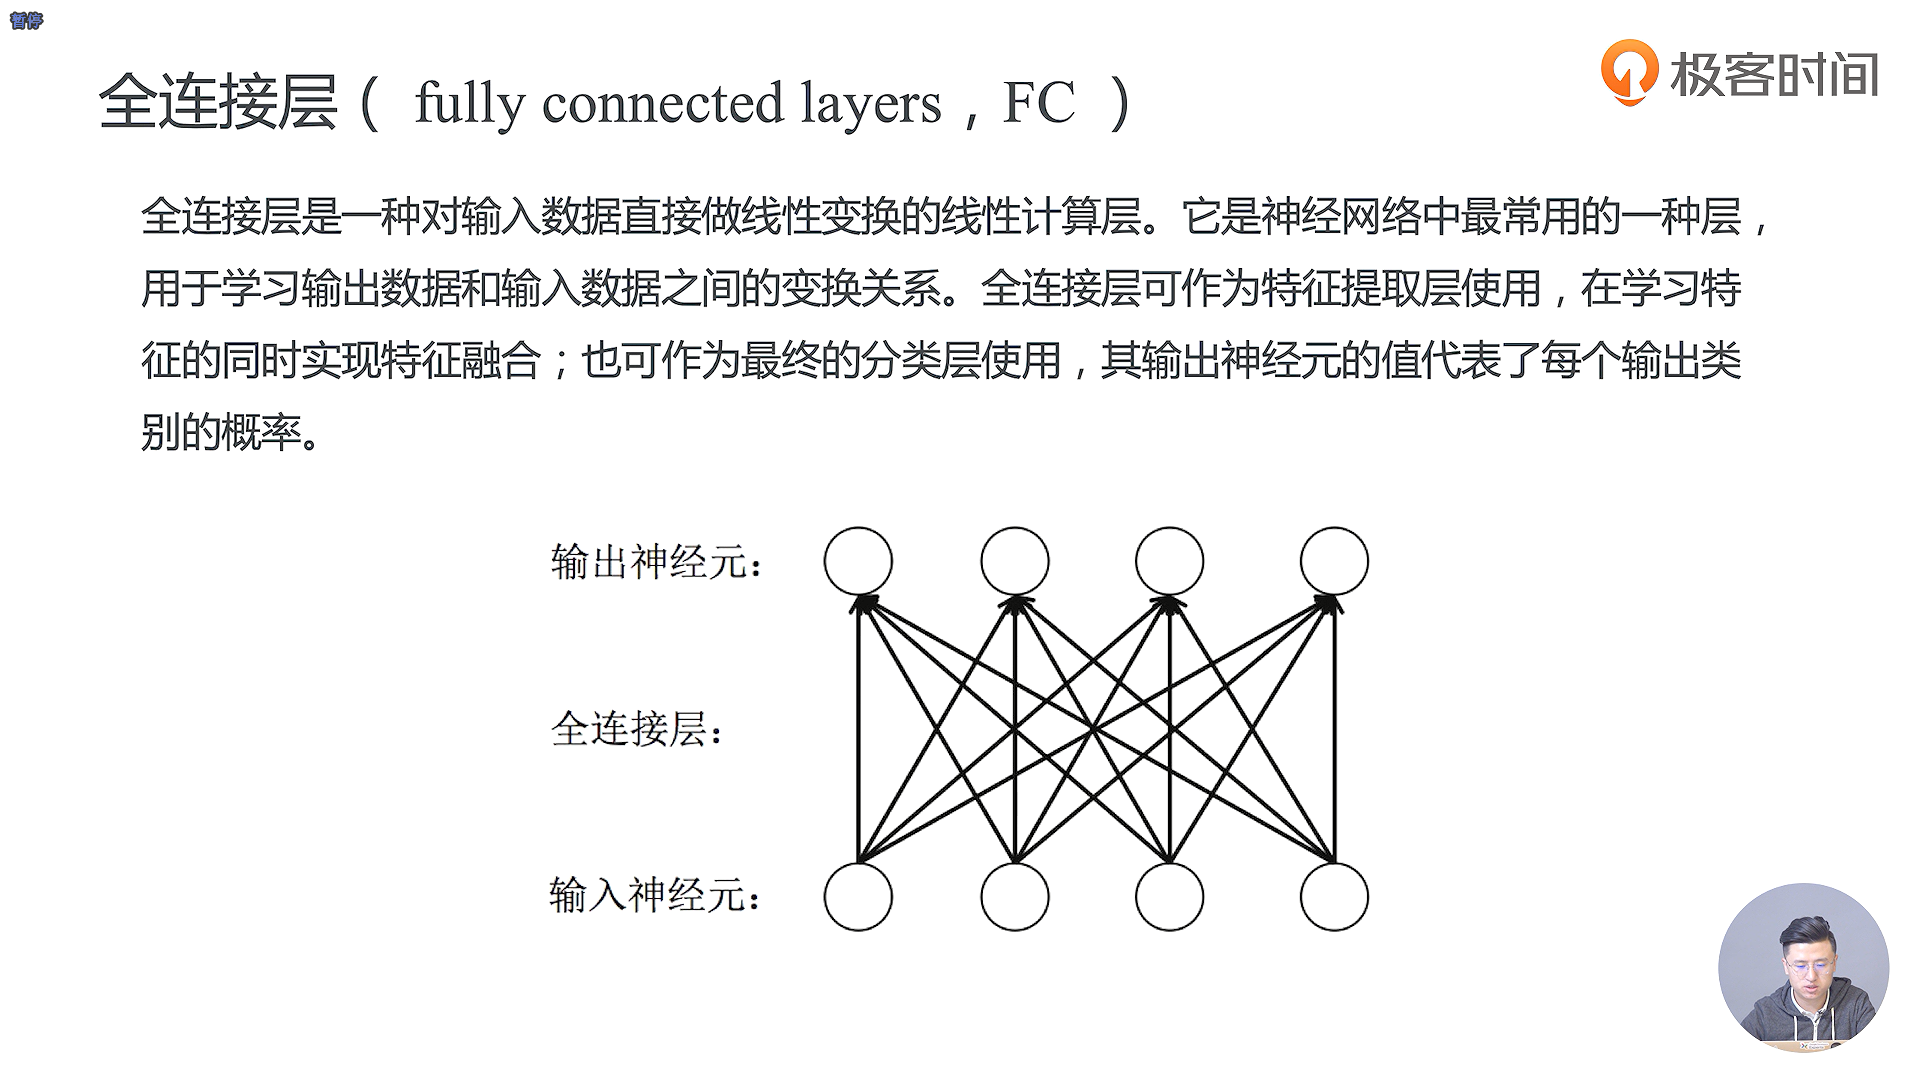 暂停
极客时间
全连接层（ fully connected layers，FC ）
全连接层是一种对输入数据直接做线性变换的线性计算层。它是神经网络中最常用的一种层，
用于学习输出数据和输入数据之间的变换关系。全连接层可作为特征提取层使用，在学习特
征的同时实现特征融合；也可作为最终的分类层使用，其输出神经元的值代表了每个输出类
别的概率。
输出神经元：
全连接层：
输入神经元：